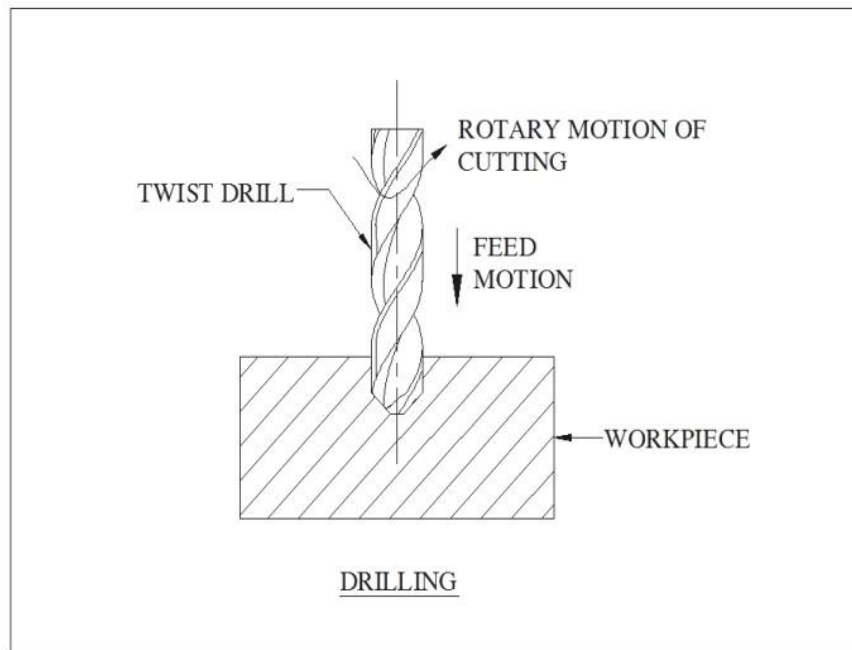 ROTARY MOTION OF
CUTTING
TWIST DRILL
FEED
MOTION
WORKPIECE
DRILLING